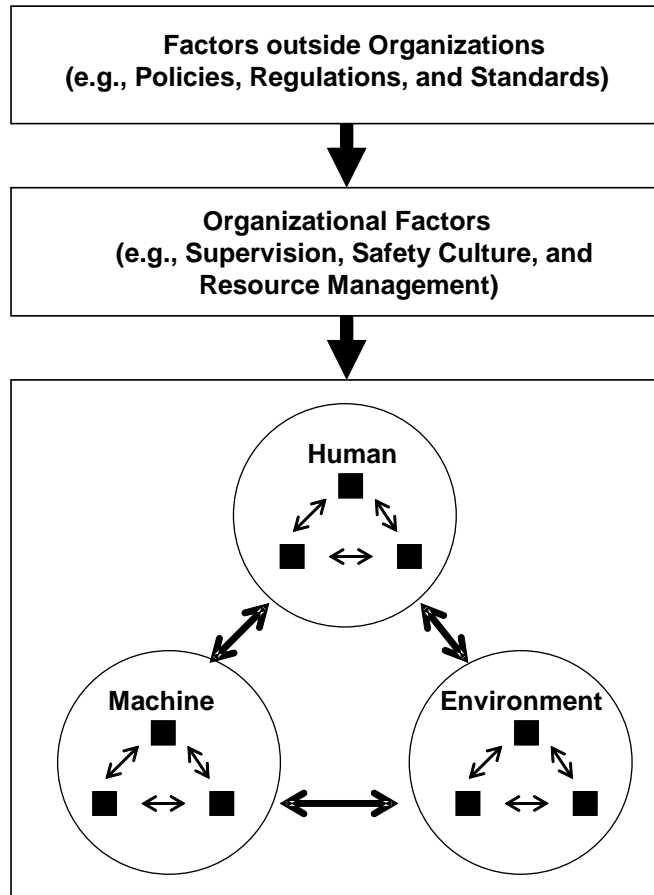 Factors outside Organizations
(e.g., Policies, Regulations, and Standards)
Organizational Factors
(e.g., Supervision, Safety Culture, and
Resource Management)
Human
Machine
Environment